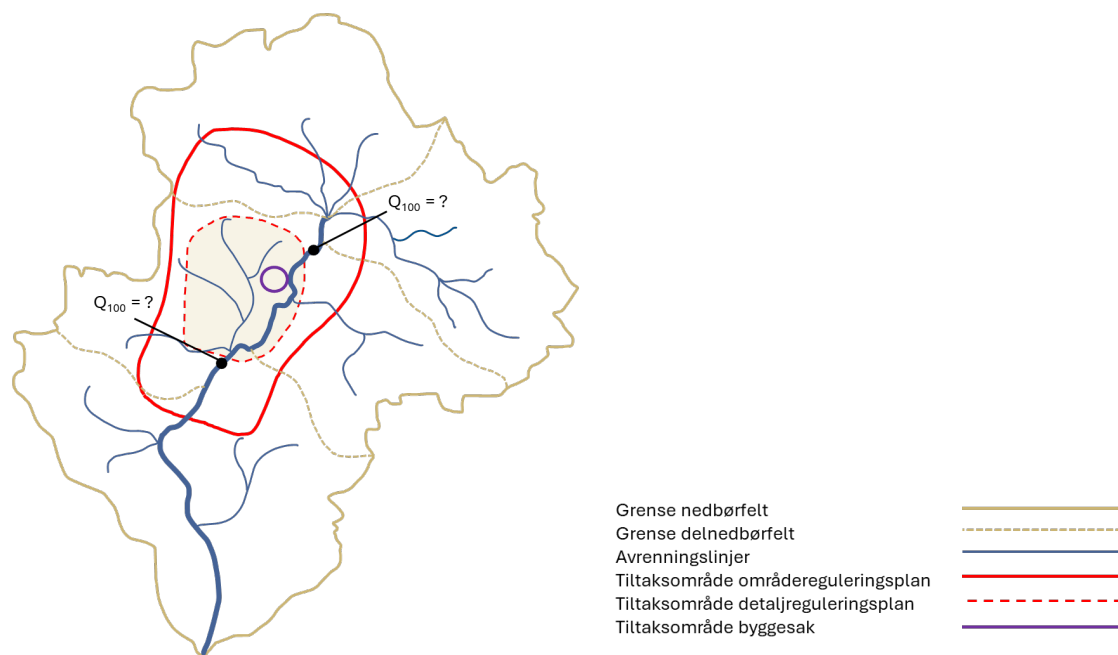 Q₁₀₀ = ?
Q₁₀₀ = ?
Grense nedbørfelt
Grense delnedbørfelt
Avrenningslinjer
Tiltaksområde områdereguleringsplan
Tiltaksområde detaljreguleringsplan
Tiltaksområde byggesak